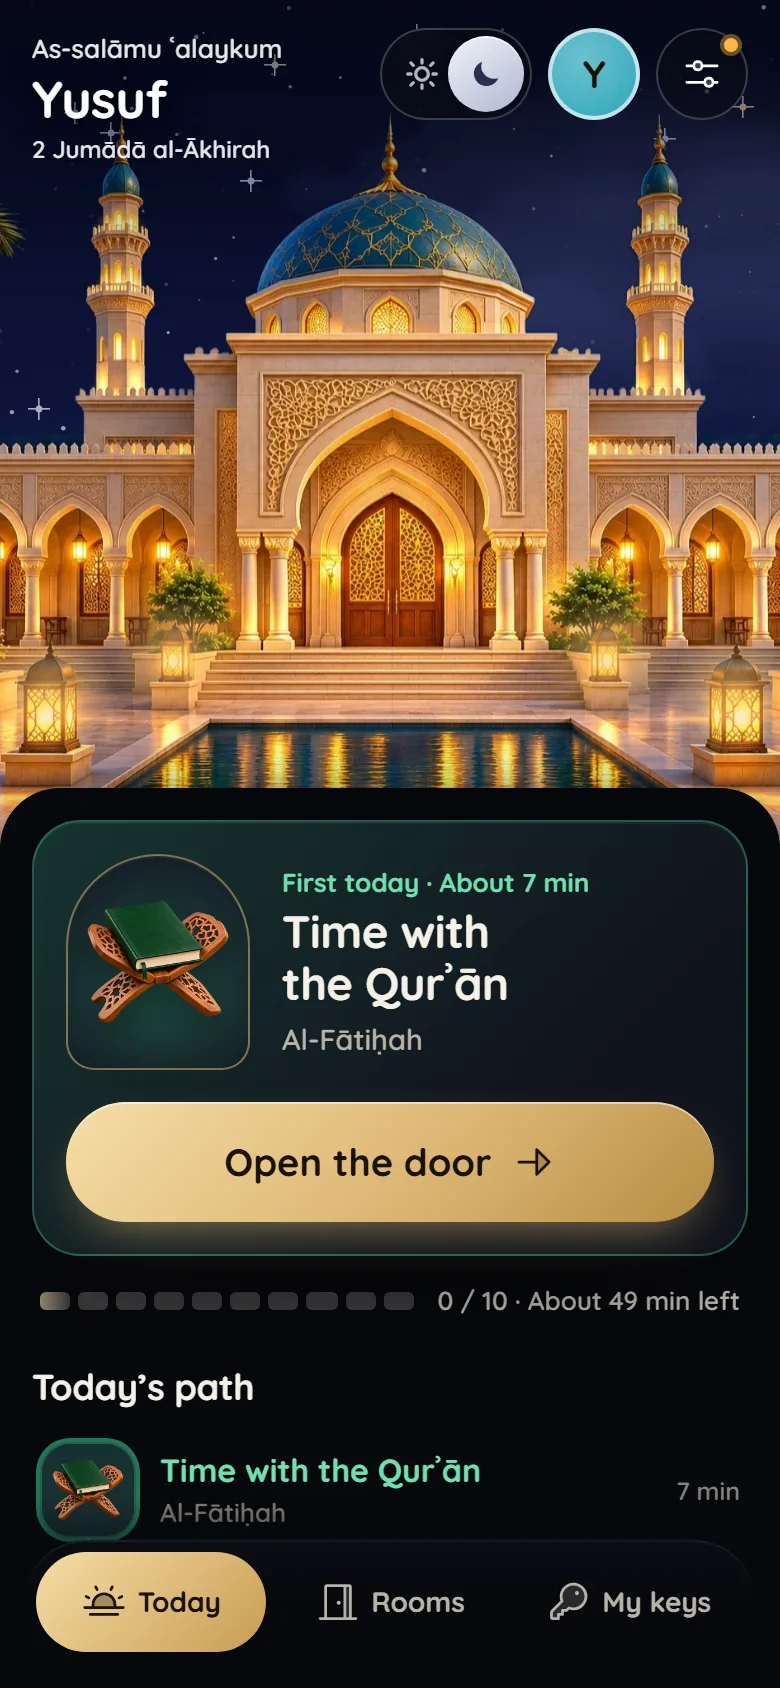 As-salāmu ʿalaykum
Yusuf
2 Jumādā al-Ākhirah
Y
First today · About 7 min
Time with
the Qurʾān
Al-Fātiḥah
Open the door
0 / 10 · About 49 min left
Today’s path
Time with the Qurʾān
Al-Fātiḥah
7 min
Today
Rooms
My keys